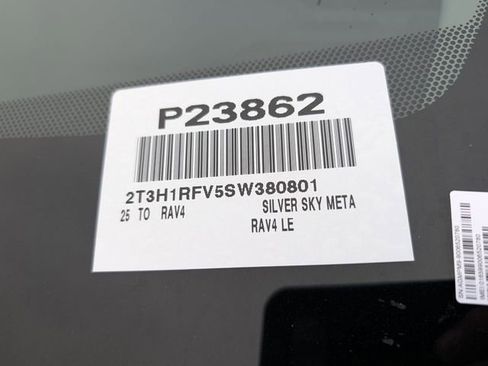 P23862
2T3H1RFV5SW380801
25 TO RAV4 SILVER SKY META
RAV4 LE